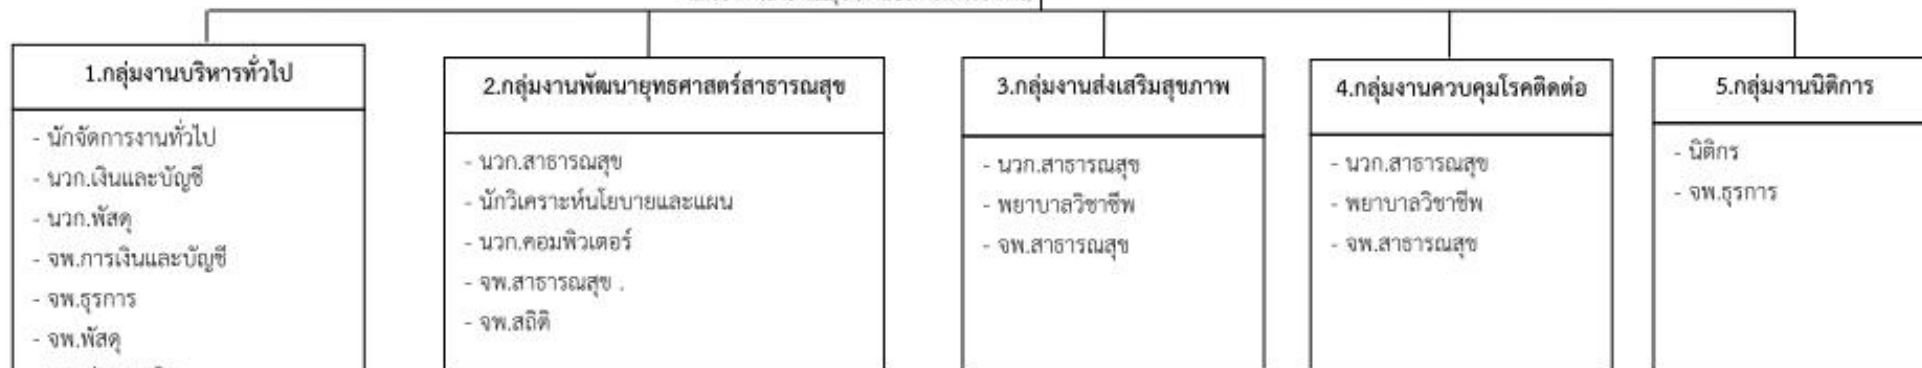 1.กลุ่มงานบริหารทั่วไป
- นักจัดการงานทั่วไป
- นวก.เงินและบัญชี
- นวก.พัสดุ
- จพ.การเงินและบัญชี
- จพ.ธุรการ
- จพ.พัสดุ
2.กลุ่มงานพัฒนายุทธศาสตร์สาธารณสุข
- นวก.สาธารณสุข
- นักวิเคราะห์นโยบายและแผน
- นวก.คอมพิวเตอร์
- จพ.สาธารณสุข .
- จพ.สถิติ
3.กลุ่มงานส่งเสริมสุขภาพ
- นวก.สาธารณสุข
- พยาบาลวิชาชีพ
- จพ.สาธารณสุข
4.กลุ่มงานควบคุมโรคติดต่อ
- นวก.สาธารณสุข
- พยาบาลวิชาชีพ
- จพ.สาธารณสุข
5.กลุ่มงานนิติการ
- นิติกร
- จพ.ธุรการ